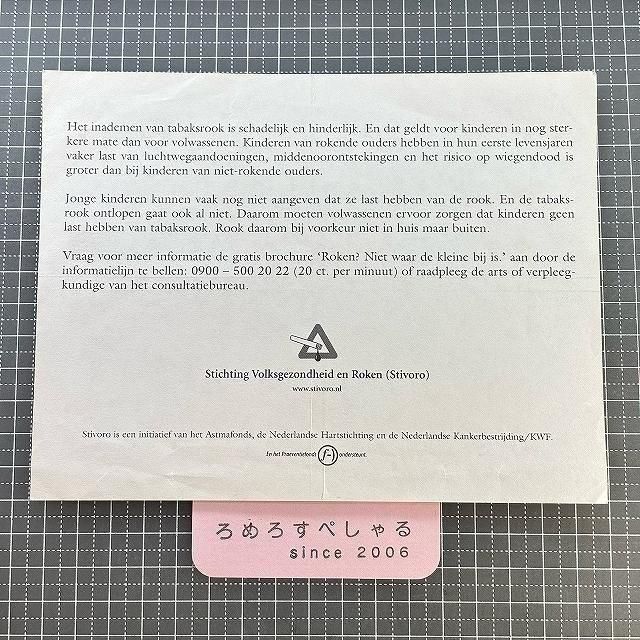 Het inademen van tabaksrook is schadelijk en hinderlijk. En dat geldt voor kinderen in nog ster-
kere mate dan voor volwassenen. Kinderen van rokende ouders hebben in hun eerste levensjaren
vaker last van luchtwegaandoeningen, middenoorontstekingen en het risico op wiegendood is
groter dan bij kinderen van niet-rokende ouders.
Jonge kinderen kunnen vaak nog niet aangeven dat ze last hebben van de rook. En de tabaks-
rook ontlopen gaat ook al niet. Daarom moeten volwassenen ervoor zorgen dat kinderen geen
last hebben van tabaksrook. Rook daarom bij voorkeur niet in huis maar buiten.
Vraag voor meer informatie de gratis brochure ‘Roken? Niet waar de kleine bij is.’ aan door de
informatielijn te bellen: 0900 – 500 20 22 (20 ct. per minuut) of raadpleeg de arts of verpleeg-
kundige van het consultatiebureau.
Stichting Volksgezondheid en Roken (Stivoro)
www.stivoro.nl
Stivoro is een initiatief van het Astmafonds, de Nederlandse Hartstichting en de Nederlandse Kankerbestrijding/KWF.
En het Praeventiefonds ondersteunt.
ろめろすぺしゃる
since 2006